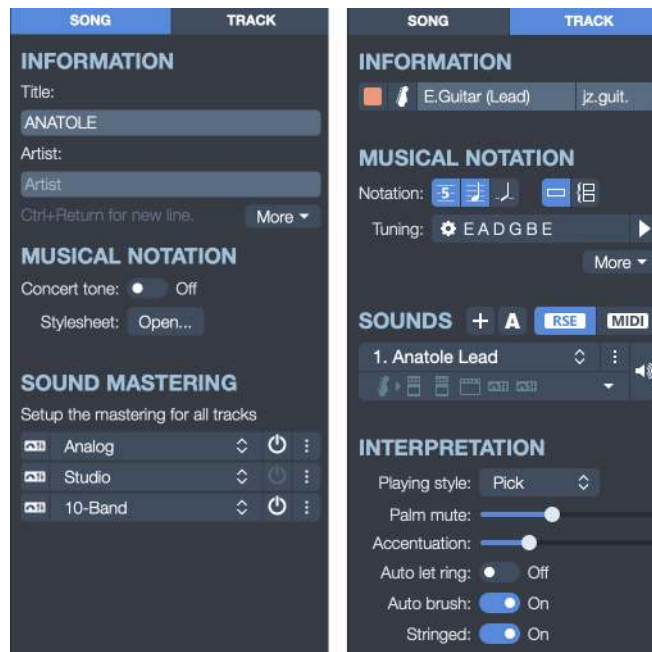 SONG TRACK
INFORMATION
Title:
ANATOLE
Artist:
Artist
Ctrl+Return for new line. More
MUSICAL NOTATION
Concert tone: Off
Stylesheet: Open...
SOUND MASTERING
Setup the mastering for all tracks
Analog
Studio
10-Band
SONG TRACK
INFORMATION
E.Guitar (Lead) jz.guit.
MUSICAL NOTATION
Notation: 5
Tuning: E A D G B E
More
SOUNDS + A RSE MIDI
1. Anatole Lead
INTERPRETATION
Playing style: Pick
Palm mute:
Accentuation:
Auto let ring: Off
Auto brush: On
Stringed: On